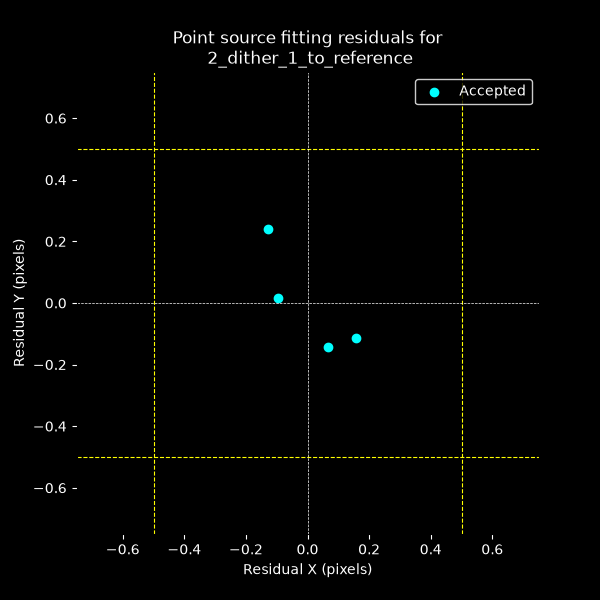 Point source fitting residuals for
2_dither_1_to_reference
Accepted
0.6
0.4
0.2
0.0
−0.2
−0.4
−0.6
Residual Y (pixels)
−0.6 −0.4 −0.2 0.0 0.2 0.4 0.6
Residual X (pixels)